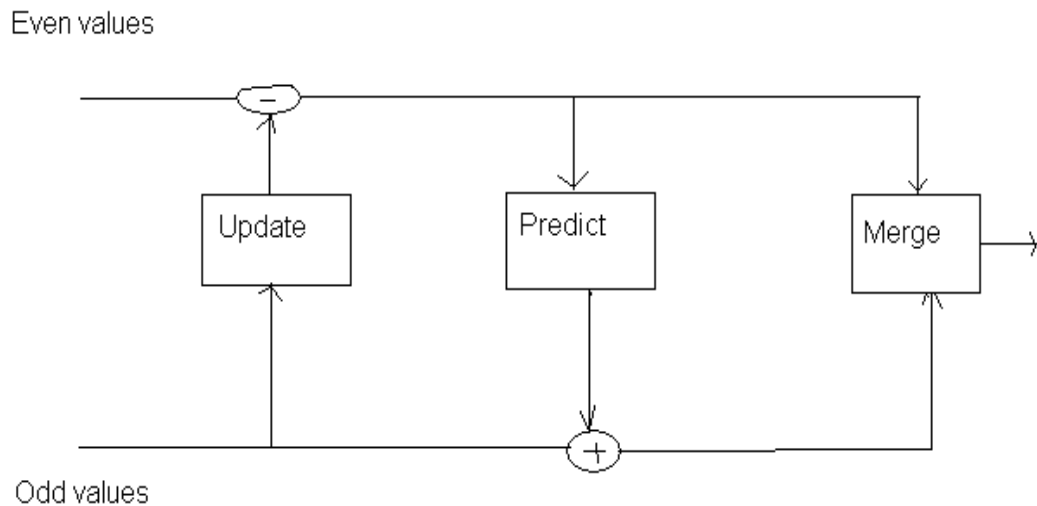 Even values
-
Update
Predict
Merge
+
Odd values